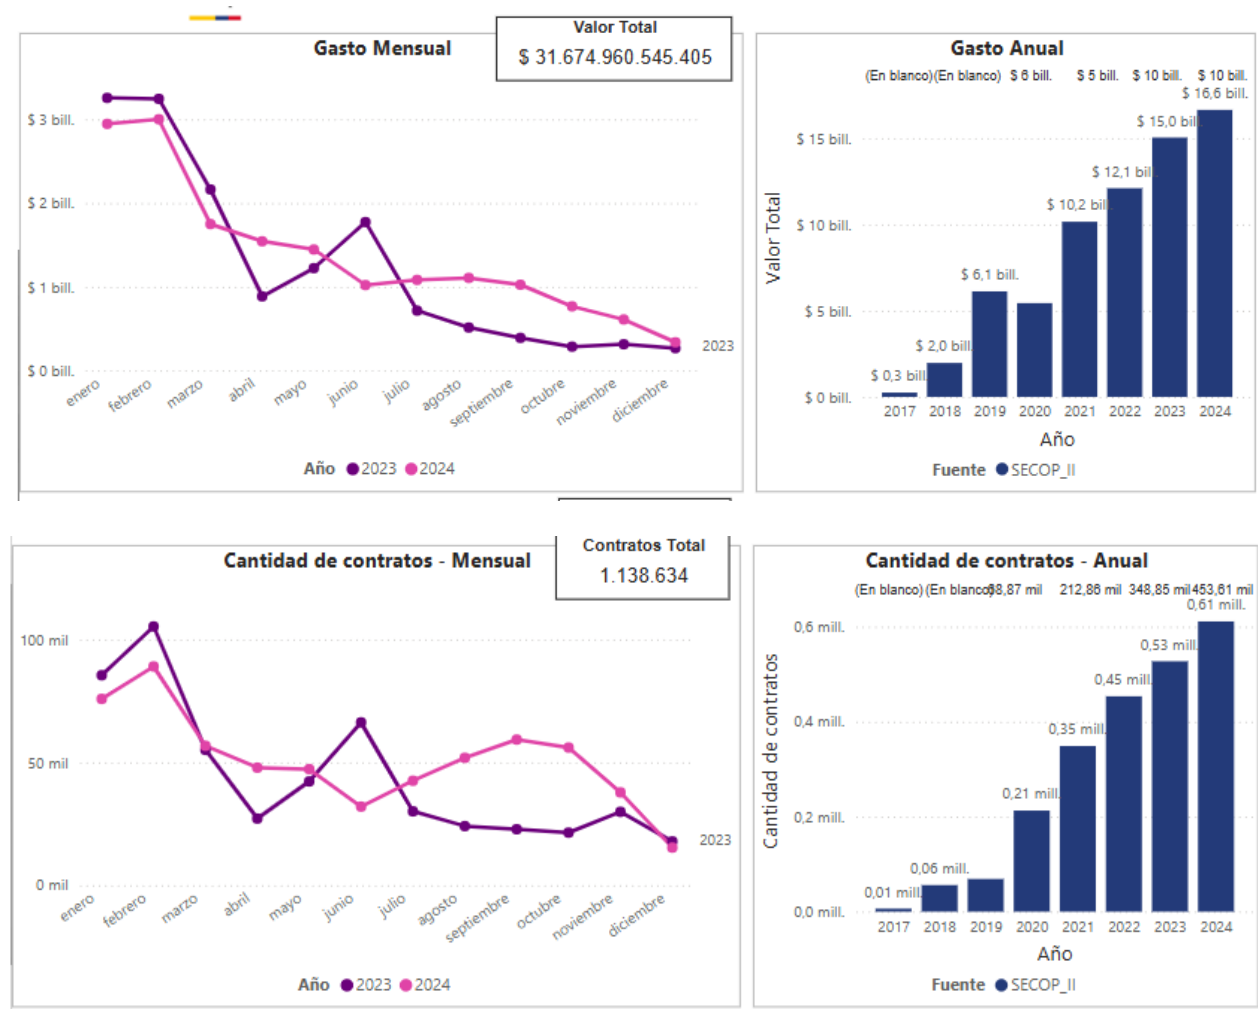 Valor Total
$ 31.674.960.545.405
Gasto Mensual
$ 3 bill.
$ 2 bill.
$ 1 bill.
$ 0 bill.
2023
enero
febrero
marzo
abril
mayo
junio
julio
agosto
septiembre
octubre
noviembre
diciembre
Año 2023 2024
Gasto Anual
(En blanco) (En blanco) $ 6 bill. $ 5 bill. $ 10 bill. $ 10 bill.
$ 16,6 bill.
$ 15,0 bill
$ 12,1 bill.
$ 10,2 bill.
$ 6,1 bill.
$ 2,0 bill.
$ 0,3 bill.
$ 15 bill.
$ 10 bill.
$ 5 bill.
$ 0 bill.
Valor Total
2017 2018 2019 2020 2021 2022 2023 2024
Año
Fuente SECOP_II
Contratos Total
1.138.634
Cantidad de contratos - Mensual
100 mil
50 mil
0 mil
2023
enero
febrero
marzo
abril
mayo
junio
julio
agosto
septiembre
octubre
noviembre
diciembre
Año 2023 2024
Cantidad de contratos - Anual
(En blanco) (En blanco) 68,87 mil 212,86 mil 348,85 mil 453,61 mil
0,61 mill.
0,53 mill.
0,45 mill.
0,35 mill.
0,21 mill.
0,06 mill.
0,01 mill.
0,6 mill.
0,4 mill.
0,2 mill.
0,0 mill.
Cantidad de contratos
2017 2018 2019 2020 2021 2022 2023 2024
Año
Fuente SECOP_II